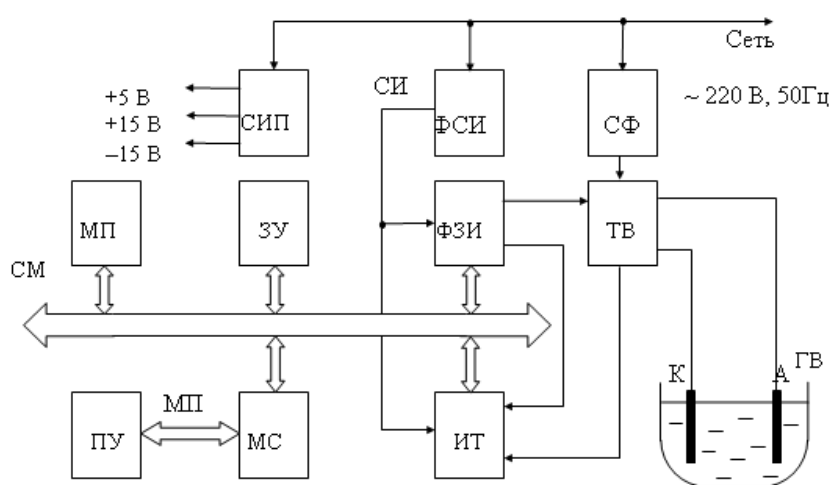 Сеть
~ 220 В, 50Гц
+5 В
+15 В
–15 В
СИП
СИ
ФСИ
СФ
МП
ЗУ
ФЗИ
ТВ
СМ
ПУ
МП
МС
ИТ
К
А
ГВ